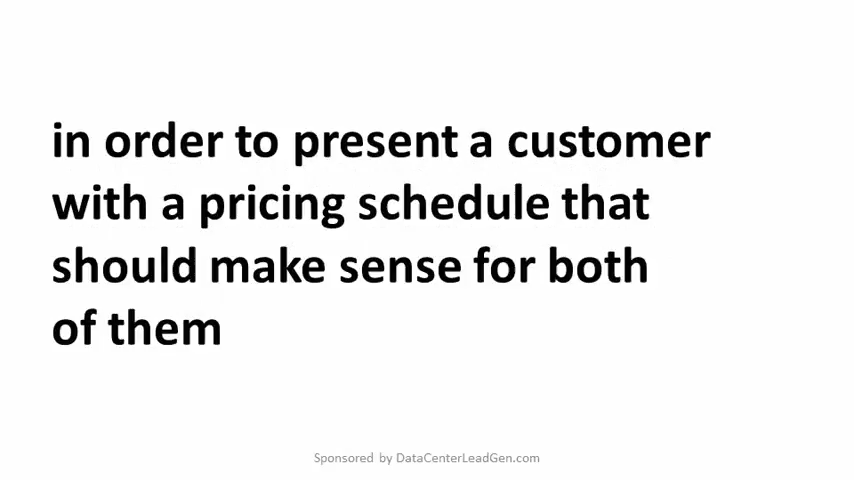 in order to present a customer
with a pricing schedule that
should make sense for both
of them
Sponsored by DataCenterLeadGen.com